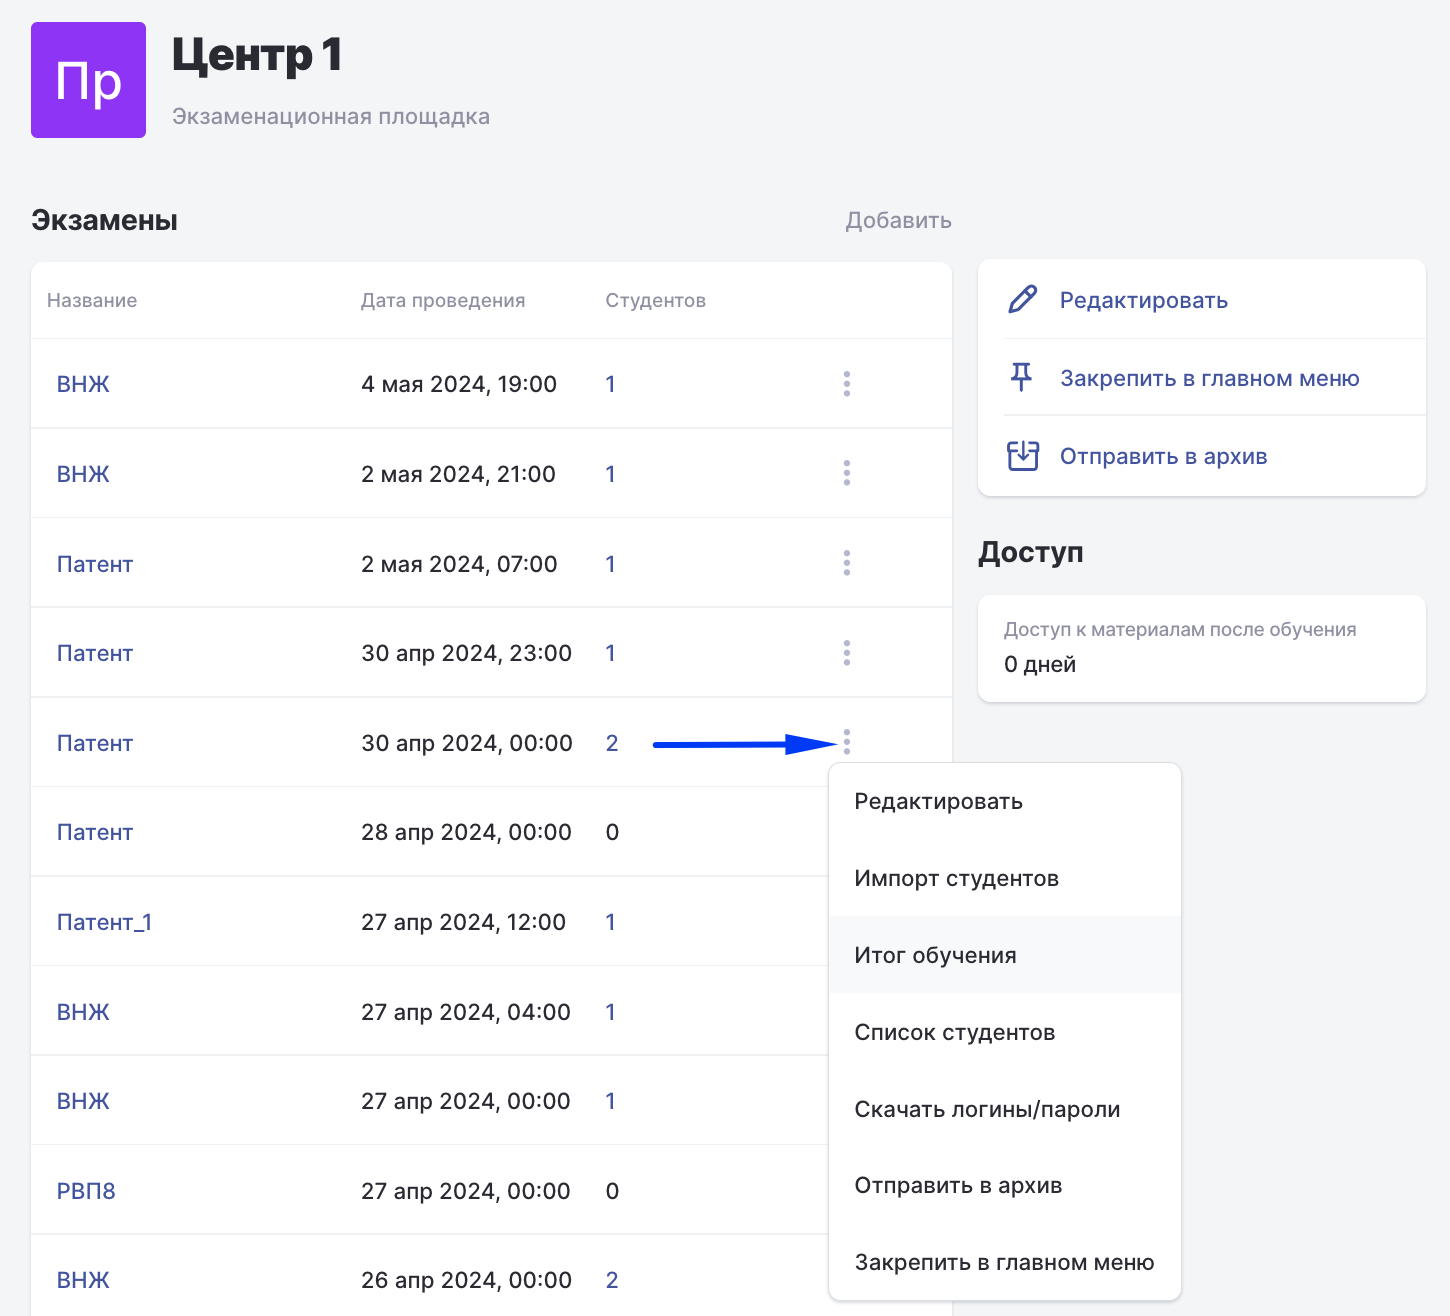 Пр
Центр 1
Экзаменационная площадка
Экзамены
Добавить
Название Дата проведения Студентов
ВНЖ 4 мая 2024, 19:00 1
ВНЖ 2 мая 2024, 21:00 1
Патент 2 мая 2024, 07:00 1
Патент 30 апр 2024, 23:00 1
Патент 30 апр 2024, 00:00 2
Патент 28 апр 2024, 00:00 0
Патент_1 27 апр 2024, 12:00 1
ВНЖ 27 апр 2024, 04:00 1
ВНЖ 27 апр 2024, 00:00 1
РВП8 27 апр 2024, 00:00 0
ВНЖ 26 апр 2024, 00:00 2
Редактировать
Импорт студентов
Итог обучения
Список студентов
Скачать логины/пароли
Отправить в архив
Закрепить в главном меню
Редактировать
Закрепить в главном меню
Отправить в архив
Доступ
Доступ к материалам после обучения
0 дней